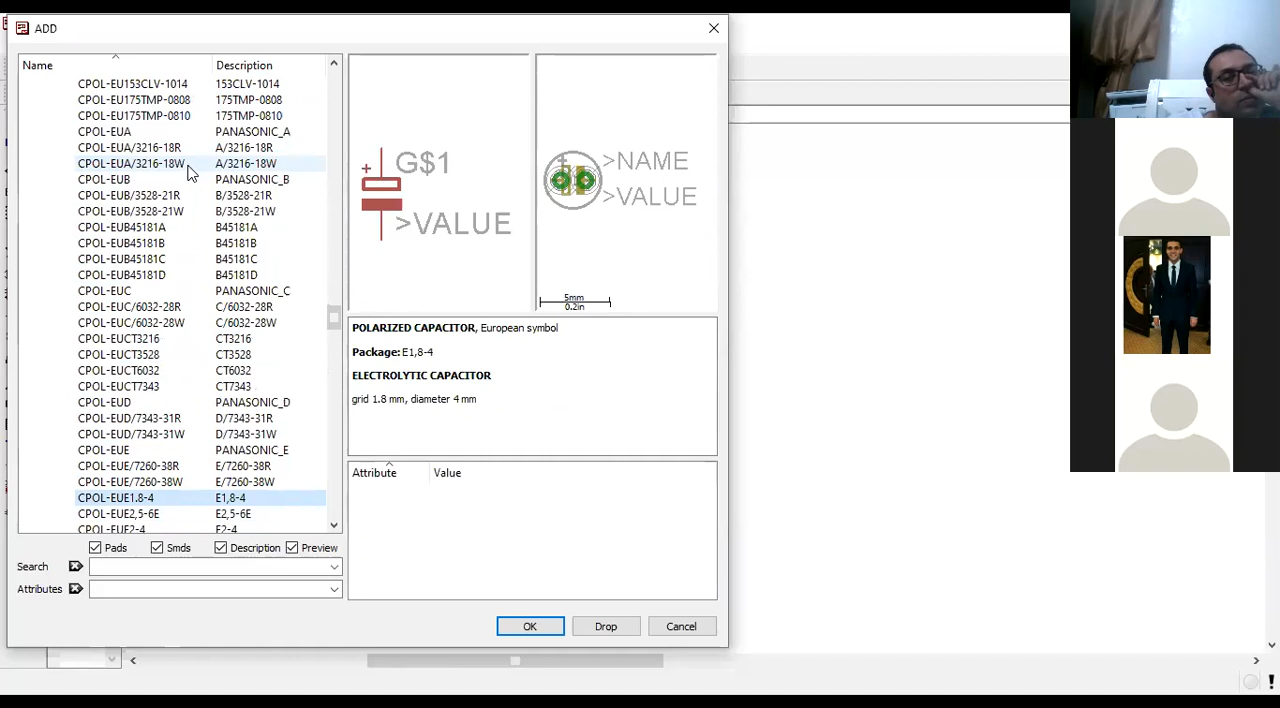 ADD
Name Description
CPOL-EU153CLV-1014 153CLV-1014
CPOL-EU175TMP-0808 175TMP-0808
CPOL-EU175TMP-0810 175TMP-0810
CPOL-EUA PANASONIC_A
CPOL-EUA/3216-18R A/3216-18R
CPOL-EUA/3216-18W A/3216-18W
CPOL-EUB PANASONIC_B
CPOL-EUB/3528-21R B/3528-21R
CPOL-EUB/3528-21W B/3528-21W
CPOL-EUB45181A B45181A
CPOL-EUB45181B B45181B
CPOL-EUB45181C B45181C
CPOL-EUB45181D B45181D
CPOL-EUC PANASONIC_C
CPOL-EUC/6032-28R C/6032-28R
CPOL-EUC/6032-28W C/6032-28W
CPOL-EUCT3216 CT3216
CPOL-EUCT3528 CT3528
CPOL-EUCT6032 CT6032
CPOL-EUCT7343 CT7343
CPOL-EUD PANASONIC_D
CPOL-EUD/7343-31R D/7343-31R
CPOL-EUD/7343-31W D/7343-31W
CPOL-EUE PANASONIC_E
CPOL-EUE/7260-38R E/7260-38R
CPOL-EUE/7260-38W E/7260-38W
CPOL-EUE1.8-4 E1,8-4
CPOL-EUE2,5-6E E2,5-6E
CPOL-EUE2-4 E2-4
Pads Smds Description Preview
Search
Attributes
G$1
>VALUE
>NAME
>VALUE
5mm
0.2in
POLARIZED CAPACITOR, European symbol
Package: E1,8-4
ELECTROLYTIC CAPACITOR
grid 1.8 mm, diameter 4 mm
Attribute Value
OK Drop Cancel